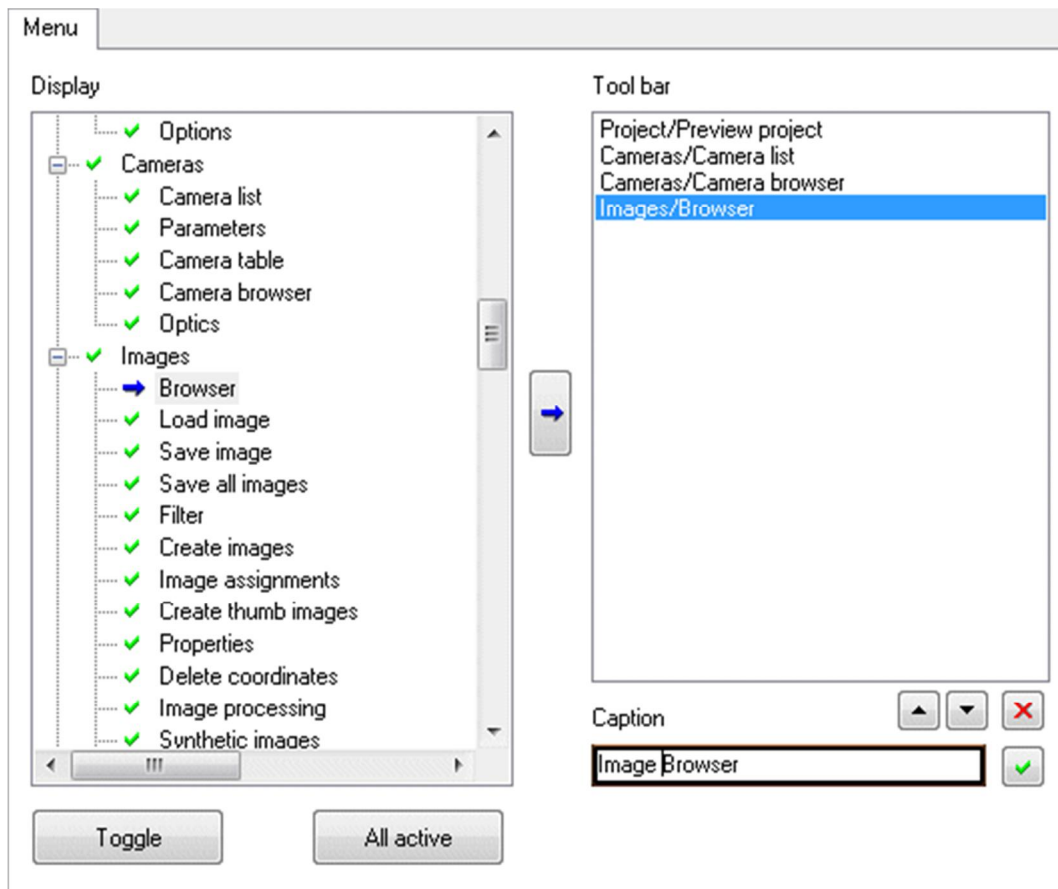 Menu
Display
Options
Cameras
Camera list
Parameters
Camera table
Camera browser
Optics
Images
Browser
Load image
Save image
Save all images
Filter
Create images
Image assignments
Create thumb images
Properties
Delete coordinates
Image processing
Synthetic images
Toggle
All active
Tool bar
Project/Preview project
Cameras/Camera list
Cameras/Camera browser
Images/Browser
Caption
Image Browser